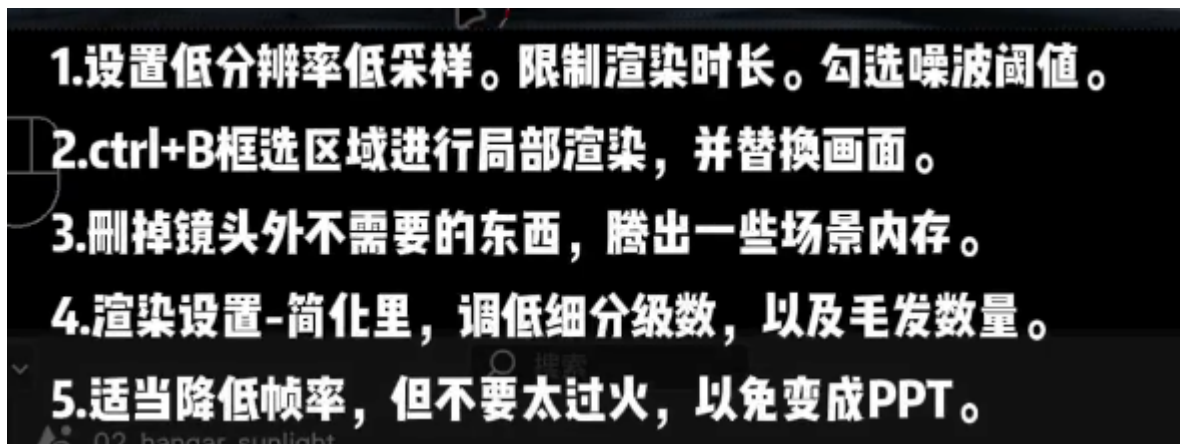 1.设置低分辨率低采样。限制渲染时长。勾选噪波阈值。
2.ctrl+B框选区域进行局部渲染，并替换画面。
3.删掉镜头外不需要的东西，腾出一些场景内存。
4.渲染设置-简化里，调低细分级数，以及毛发数量。
搜索
5.适当降低帧率，但不要太过火，以免变成PPT。
02_hangar_sunlight